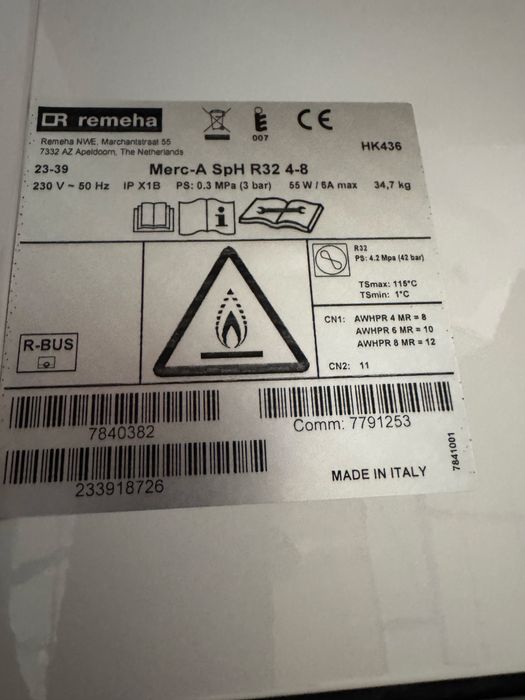 remeha
007
HK436
Remeha NWE, Marchantstraat 55
7332 AZ Apeldoorn, The Netherlands
23-39 Merc-A SpH R32 4-8
230 V ~ 50 Hz IP X1B PS: 0.3 MPa (3 bar) 55 W / 6A max 34,7 kg
R32
PS: 4.2 Mpa (42 bar)
TSmax: 115°C
TSmin: 1°C
CN1: AWHPR 4 MR = 8
AWHPR 6 MR = 10
AWHPR 8 MR = 12
CN2: 11
R-BUS
7840382
Comm: 7791253
233918726
MADE IN ITALY
7841001